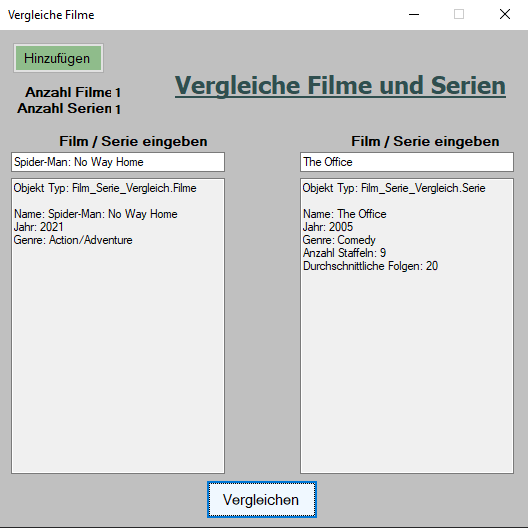 Vergleiche Filme
Hinzufügen
Anzahl Filme 1
Anzahl Serien 1
Vergleiche Filme und Serien
Film / Serie eingeben
Spider-Man: No Way Home
Objekt Typ: Film_Serie_Vergleich.Filme
Name: Spider-Man: No Way Home
Jahr: 2021
Genre: Action/Adventure
Film / Serie eingeben
The Office
Objekt Typ: Film_Serie_Vergleich.Serie
Name: The Office
Jahr: 2005
Genre: Comedy
Anzahl Staffeln: 9
Durchschnittliche Folgen: 20
Vergleichen